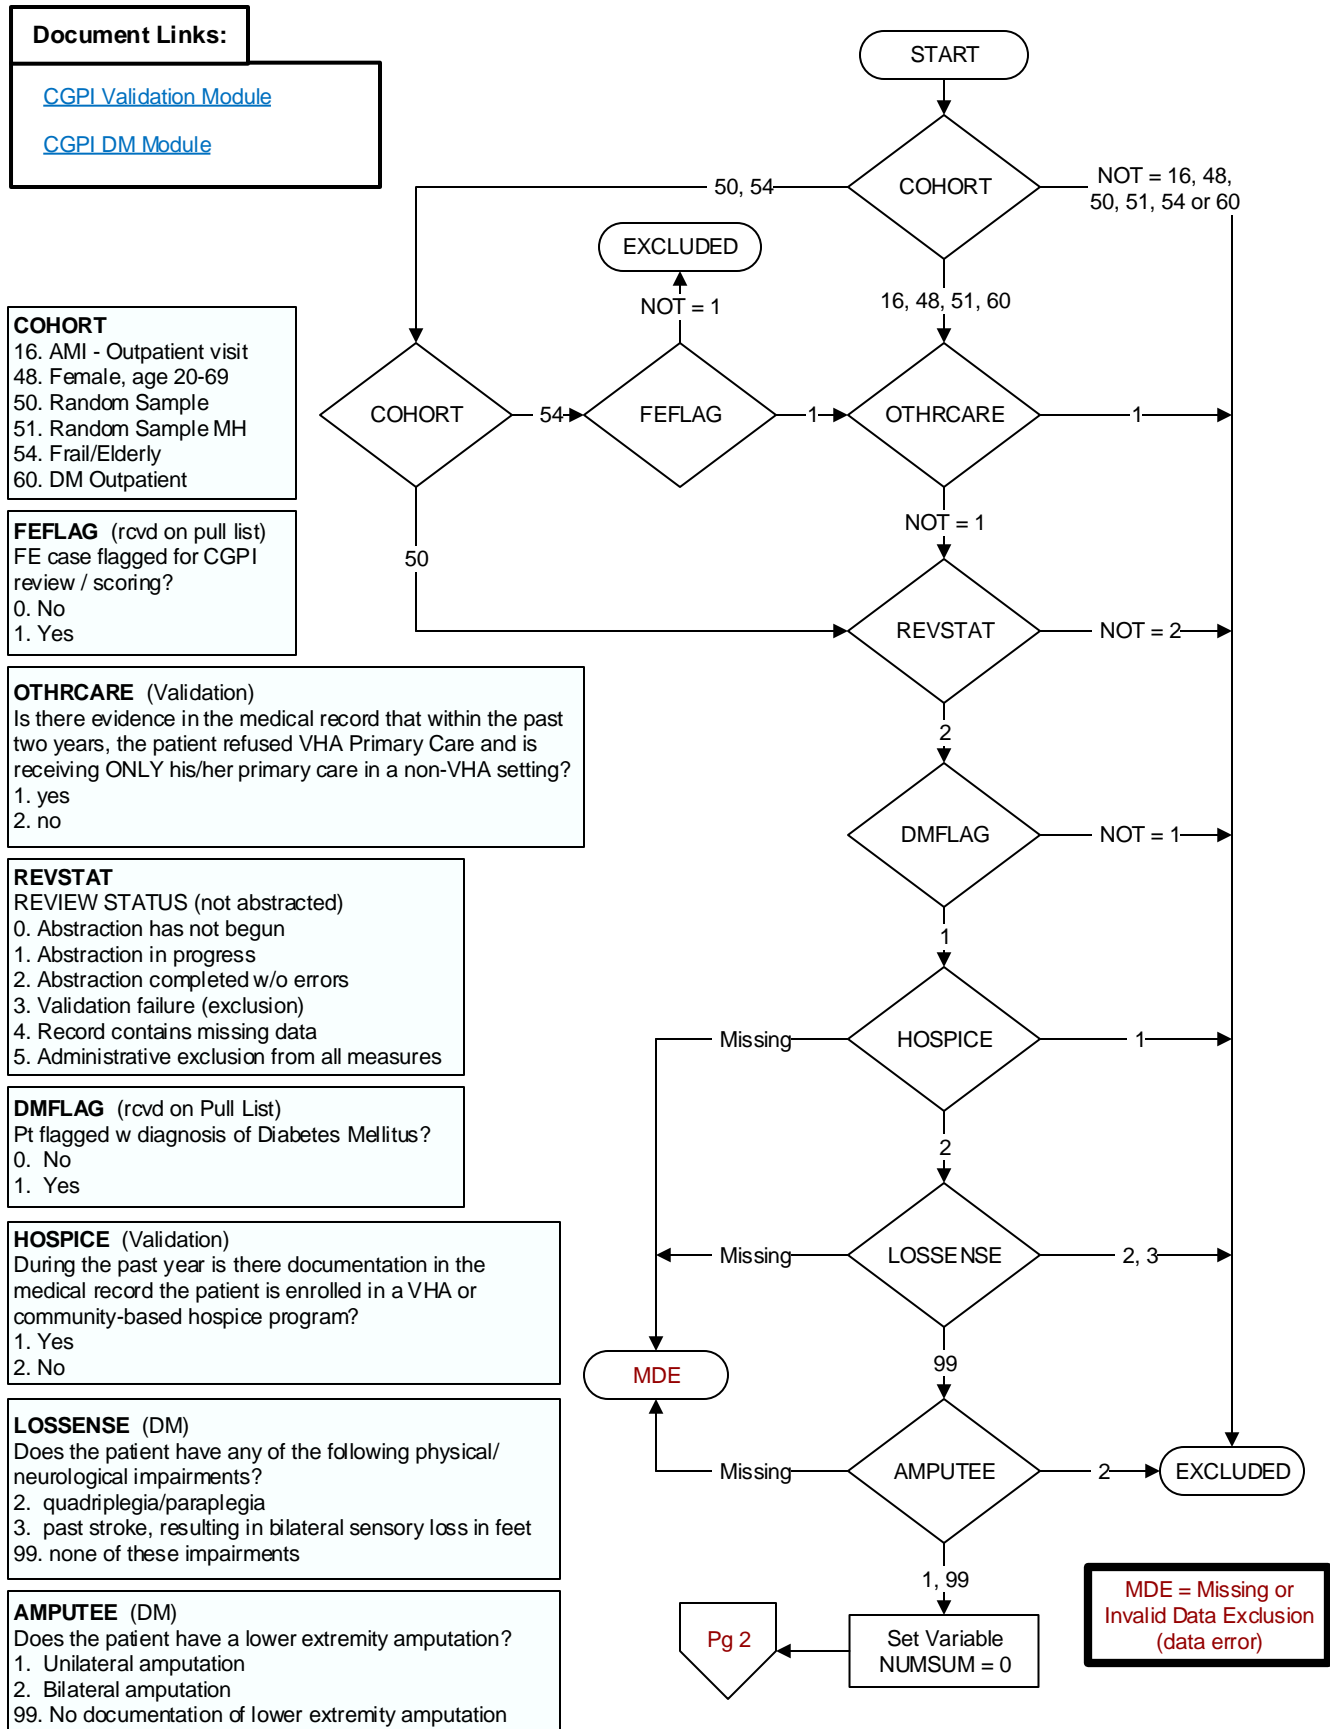 Document Links:
CGPI Validation Module
CGPI DM Module
START
COHORT
50, 54
NOT = 16, 48,
50, 51, 54 or 60
EXCLUDED
NOT = 1
16, 48, 51, 60
COHORT
54
FEFLAG
1
OTHRCARE
1
NOT = 1
50
REVSTAT
NOT = 2
2
DMFLAG
NOT = 1
1
Missing
HOSPICE
1
2
Missing
LOSSENSE
2, 3
99
MDE
Missing
AMPUTEE
2
EXCLUDED
1, 99
Pg 2
Set Variable
NUMSUM = 0
MDE = Missing or
Invalid Data Exclusion
(data error)
COHORT
16. AMI - Outpatient visit
48. Female, age 20-69
50. Random Sample
51. Random Sample MH
54. Frail/Elderly
60. DM Outpatient
FEFLAG (rcvd on pull list)
FE case flagged for CGPI
review / scoring?
0. No
1. Yes
OTHRCARE (Validation)
Is there evidence in the medical record that within the past
two years, the patient refused VHA Primary Care and is
receiving ONLY his/her primary care in a non-VHA setting?
1. yes
2. no
REVSTAT
REVIEW STATUS (not abstracted)
0. Abstraction has not begun
1. Abstraction in progress
2. Abstraction completed w/o errors
3. Validation failure (exclusion)
4. Record contains missing data
5. Administrative exclusion from all measures
DMFLAG (rcvd on Pull List)
Pt flagged w diagnosis of Diabetes Mellitus?
0. No
1. Yes
HOSPICE (Validation)
During the past year is there documentation in the
medical record the patient is enrolled in a VHA or
community-based hospice program?
1. Yes
2. No
LOSSENSE (DM)
Does the patient have any of the following physical/
neurological impairments?
2. quadriplegia/paraplegia
3. past stroke, resulting in bilateral sensory loss in feet
99. none of these impairments
AMPUTEE (DM)
Does the patient have a lower extremity amputation?
1. Unilateral amputation
2. Bilateral amputation
99. No documentation of lower extremity amputation